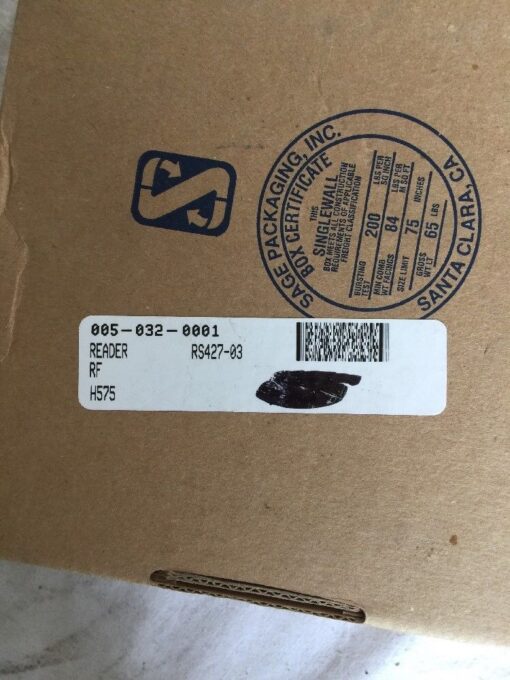 SAGE PACKAGING, INC.
BOX CERTIFICATE
THIS
SINGLEWALL
BOX MEETS ALL CONSTRUCTION
REQUIREMENTS OF APPLICABLE
FREIGHT CLASSIFICATION
BURSTING TEST 200 LBS PER SQ INCH
MIN COMB WT FACINGS 84 LBS PER M SQ FT
SIZE LIMIT 75 INCHES
GROSS WT LT 65 LBS
SANTA CLARA, CA
005-032-0001
READER RS427-03
RF
H575